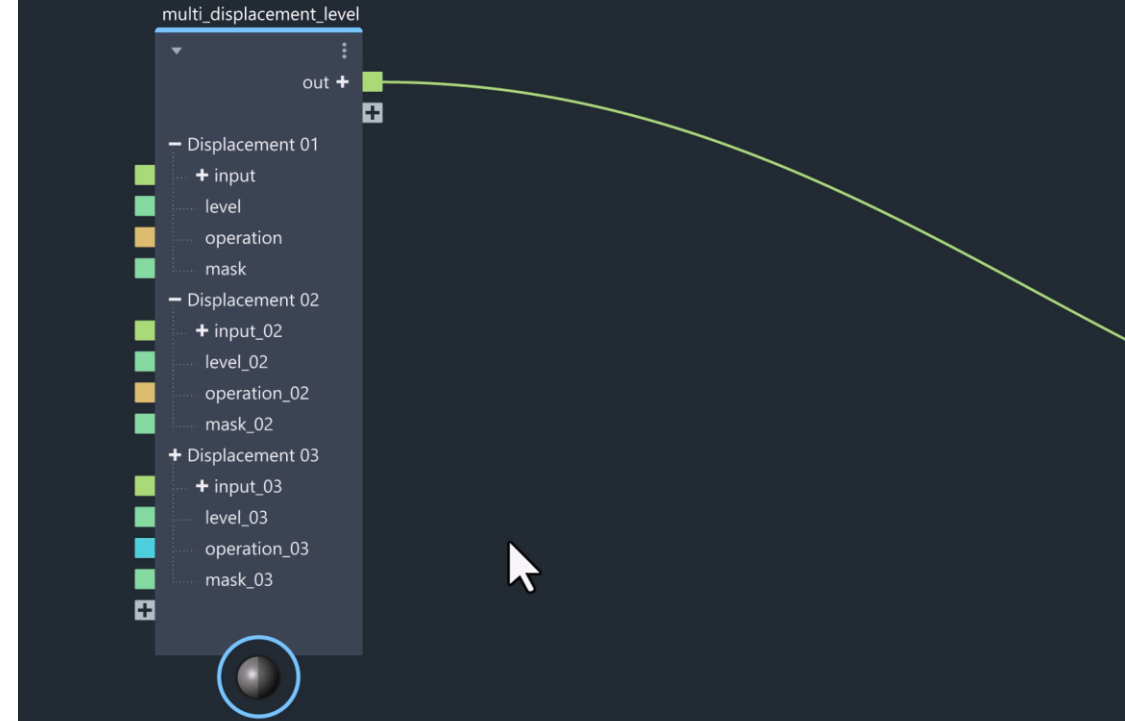 multi_displacement_level
out
Displacement 01
input
level
operation
mask
Displacement 02
input_02
level_02
operation_02
mask_02
Displacement 03
input_03
level_03
operation_03
mask_03